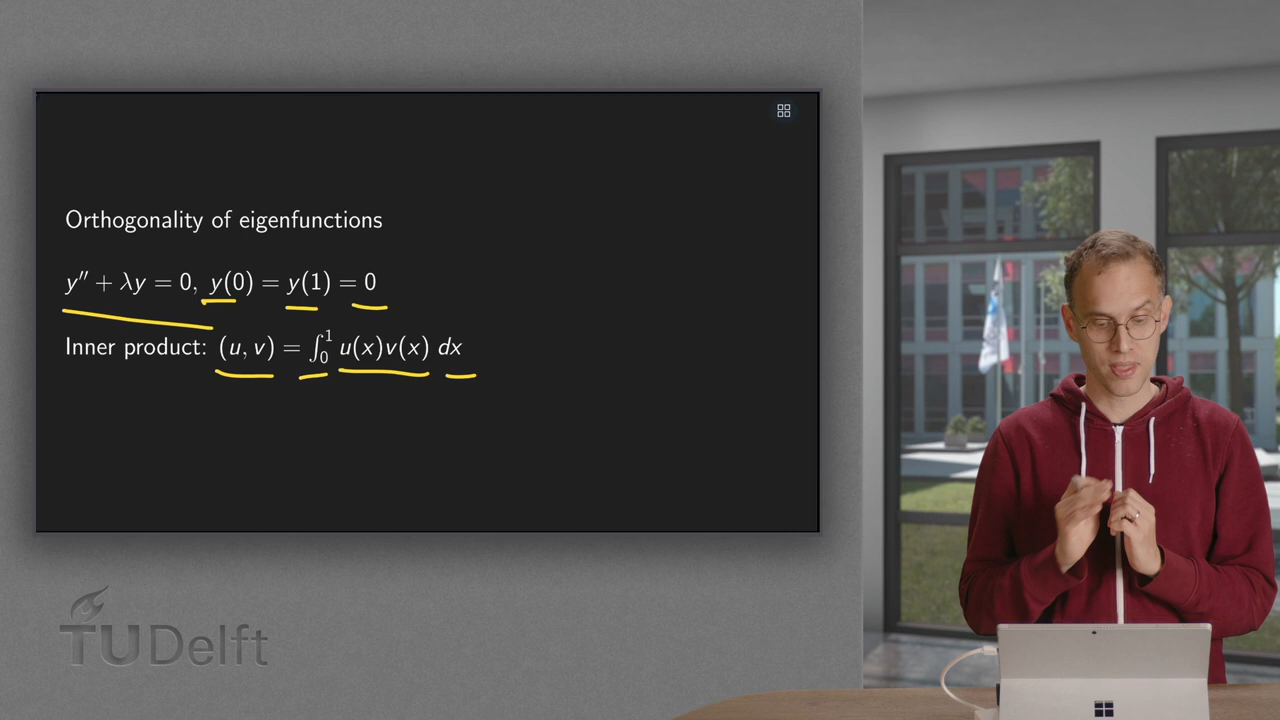 Orthogonality of eigenfunctions
y″ + λy = 0, y(0) = y(1) = 0
Inner product: (u, v) = ∫₀¹ u(x)v(x) dx
TUDelft